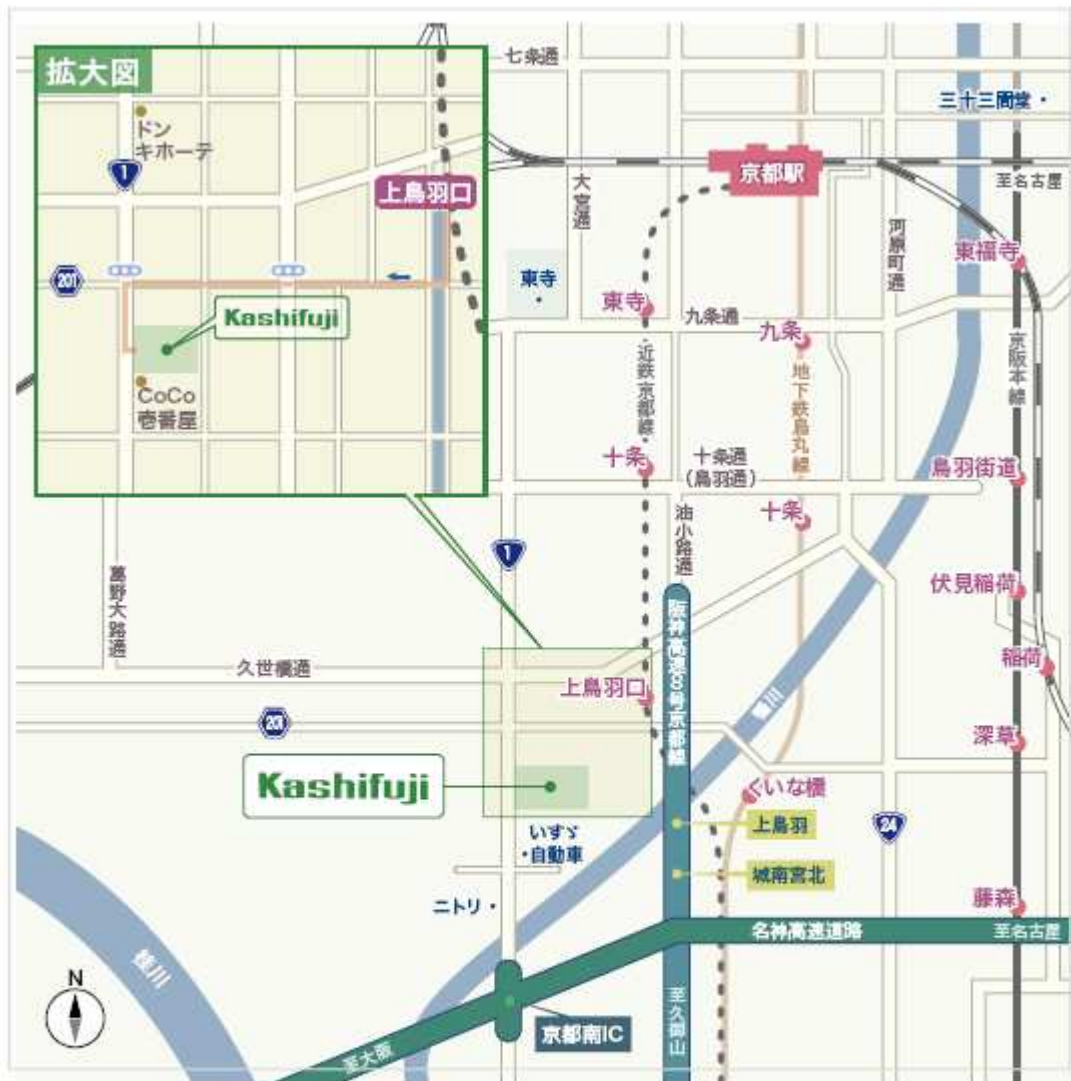 拡大図
ドン
キホーテ
1
上鳥羽口
201
Kashifuji
CoCo
壱番屋
七条通
三十三間堂
京都駅
至名古屋
大宮通
河原町通
東福寺
東寺
東寺
九条通
九条
近鉄京都線
地下鉄烏丸線
京阪本線
十条
十条通
(鳥羽通)
鳥羽街道
油小路通
十条
1
葛野大路通
伏見稲荷
阪神高速8号京都線
久世橋通
稲荷
上鳥羽口
鴨川
201
深草
Kashifuji
くいな橋
上鳥羽
24
いすゞ
自動車
城南宮北
ニトリ
藤森
名神高速道路
至名古屋
桂川
N
至久御山
京都南IC
至大阪